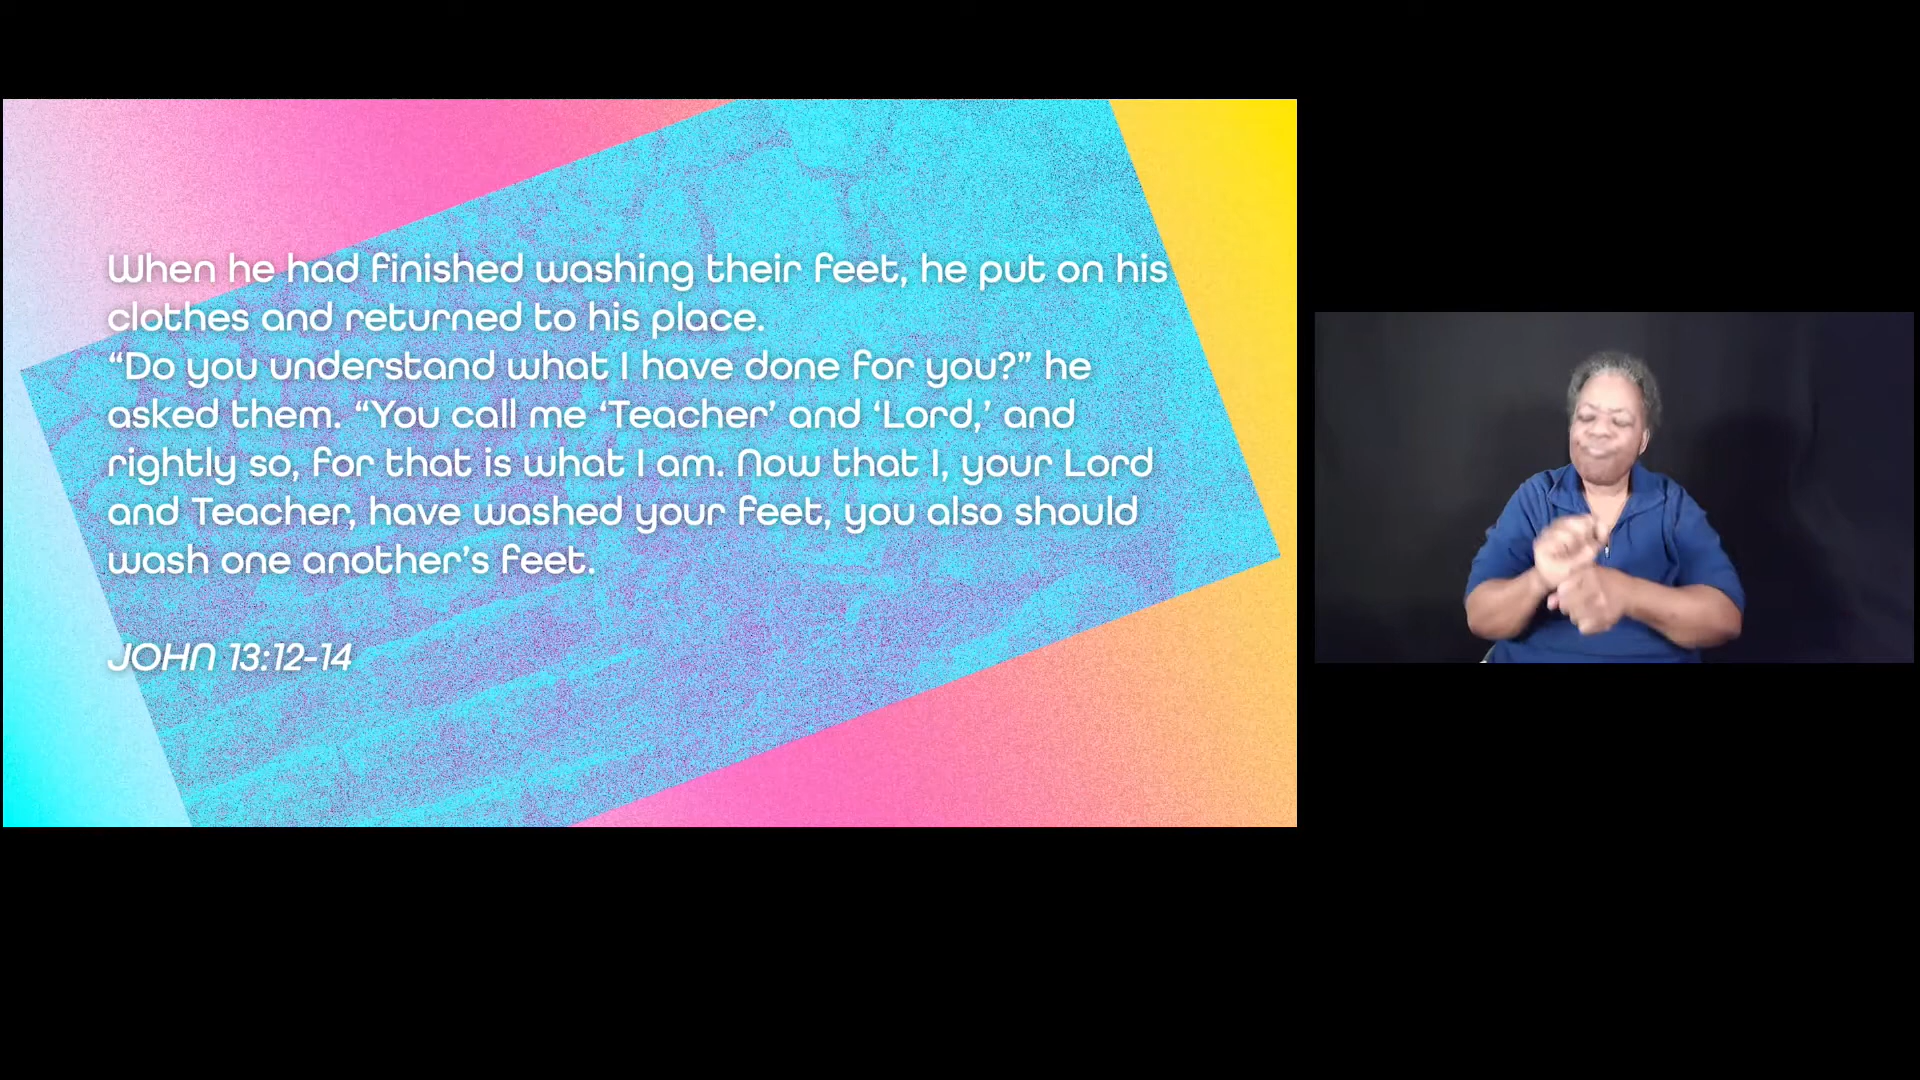 When he had finished washing their feet, he put on his
clothes and returned to his place.
“Do you understand what I have done for you?” he
asked them. “You call me ‘Teacher’ and ‘Lord,’ and
rightly so, for that is what I am. Now that I, your Lord
and Teacher, have washed your feet, you also should
wash one another’s feet.
JOHN 13:12-14